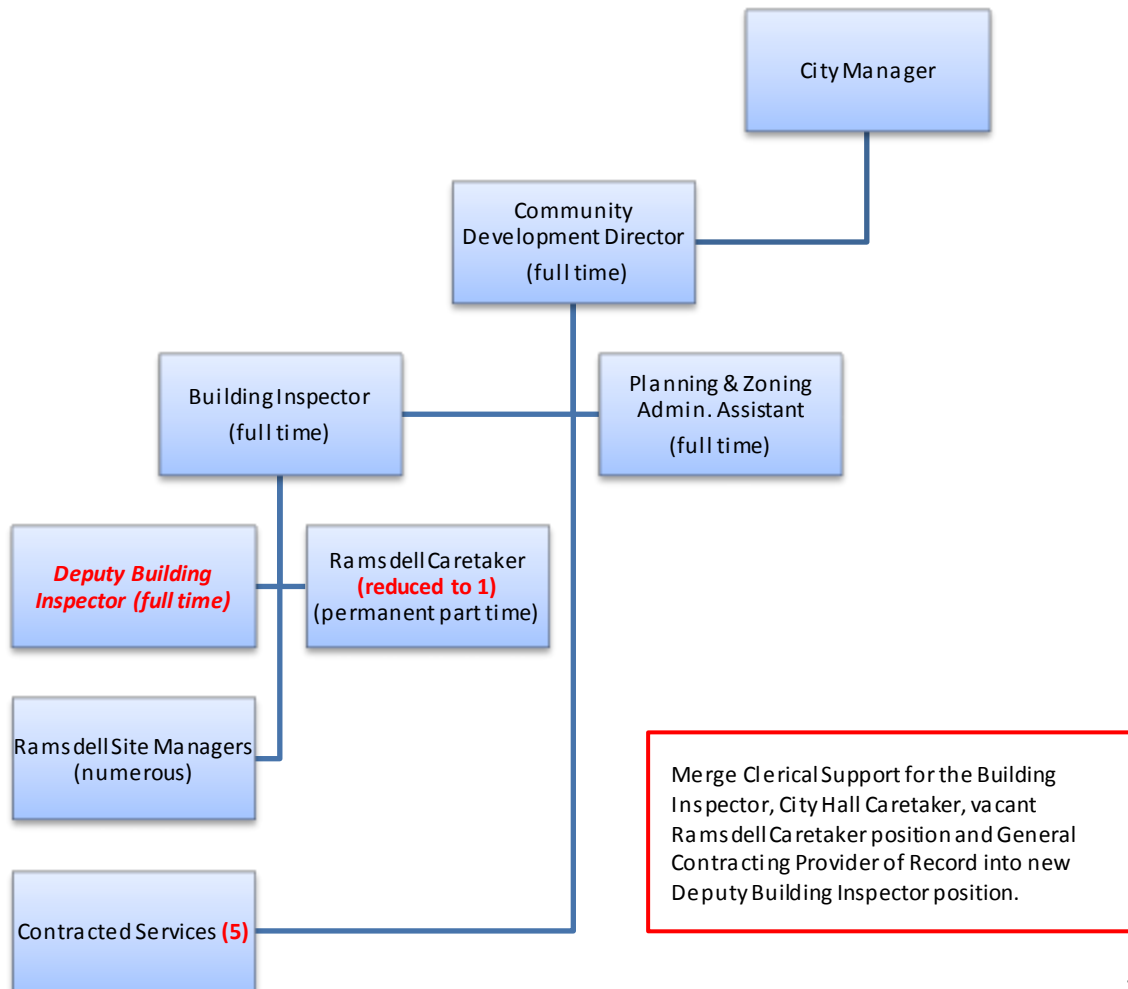 City Manager
Community
Development Director
(full time)
Building Inspector
(full time)
Planning & Zoning
Admin. Assistant
(full time)
Deputy Building
Inspector (full time)
Ramsdell Caretaker
(reduced to 1)
(permanent part time)
Ramsdell Site Managers
(numerous)
Contracted Services (5)
Merge Clerical Support for the Building
Inspector, City Hall Caretaker, vacant
Ramsdell Caretaker position and General
Contracting Provider of Record into new
Deputy Building Inspector position.